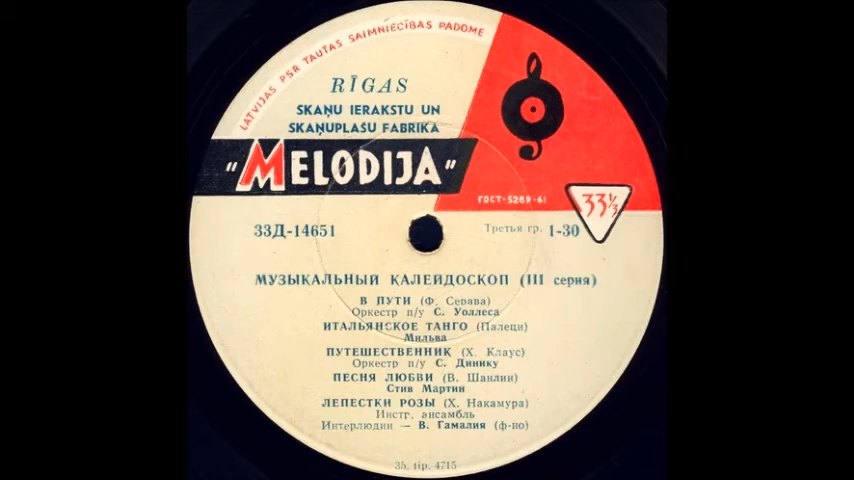 LATVIJAS PSR TAUTAS SAIMNIECĪBAS PADOME
RĪGAS
SKAŅU IERAKSTU UN
SKAŅUPLAŠU FABRIKA
"MELODIJA"
ГОСТ-5289-61
33⅓
33Д-14651
Третья гр. 1-30
МУЗЫКАЛЬНЫЙ КАЛЕЙДОСКОП (III серия)
В ПУТИ (Ф. Серава)
Оркестр п/у С. Уоллеса
ИТАЛЬЯНСКОЕ ТАНГО (Палеци)
Мильва
ПУТЕШЕСТВЕННИК (Х. Клаус)
Оркестр п/у С. Динику
ПЕСНЯ ЛЮБВИ (В. Шанлин)
Стив Мартин
ЛЕПЕСТКИ РОЗЫ (Х. Накамура)
Инстр. ансамбль
Интерлюдии — В. Гамалия (ф-по)
35. tip. 4715